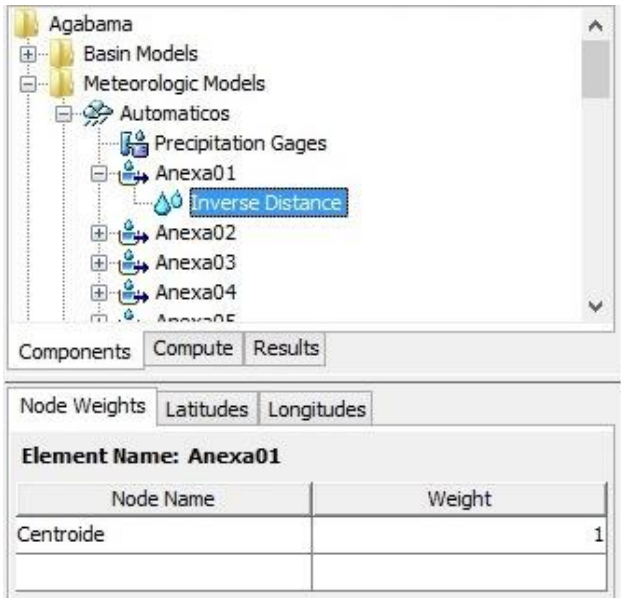 Agabama
Basin Models
Meteorologic Models
Automaticos
Precipitation Gages
Anexa01
Inverse Distance
Anexa02
Anexa03
Anexa04
Components Compute Results
Node Weights Latitudes Longitudes
Element Name: Anexa01
Node Name Weight
Centroide 1